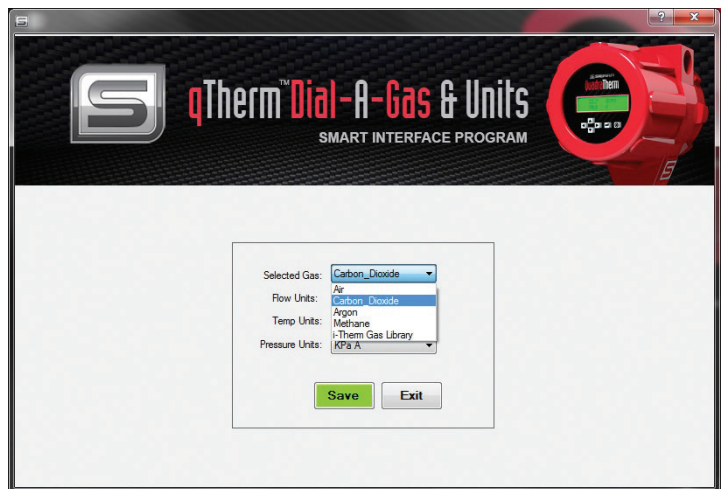 S
? X
S qTherm™ Dial-A-Gas & Units
SMART INTERFACE PROGRAM
QuadraTherm
Selected Gas: Carbon_Dioxide
Air
Flow Units: Carbon_Dioxide
Argon
Temp Units: Methane
i-Therm Gas Library
Pressure Units: KPa A
Save Exit